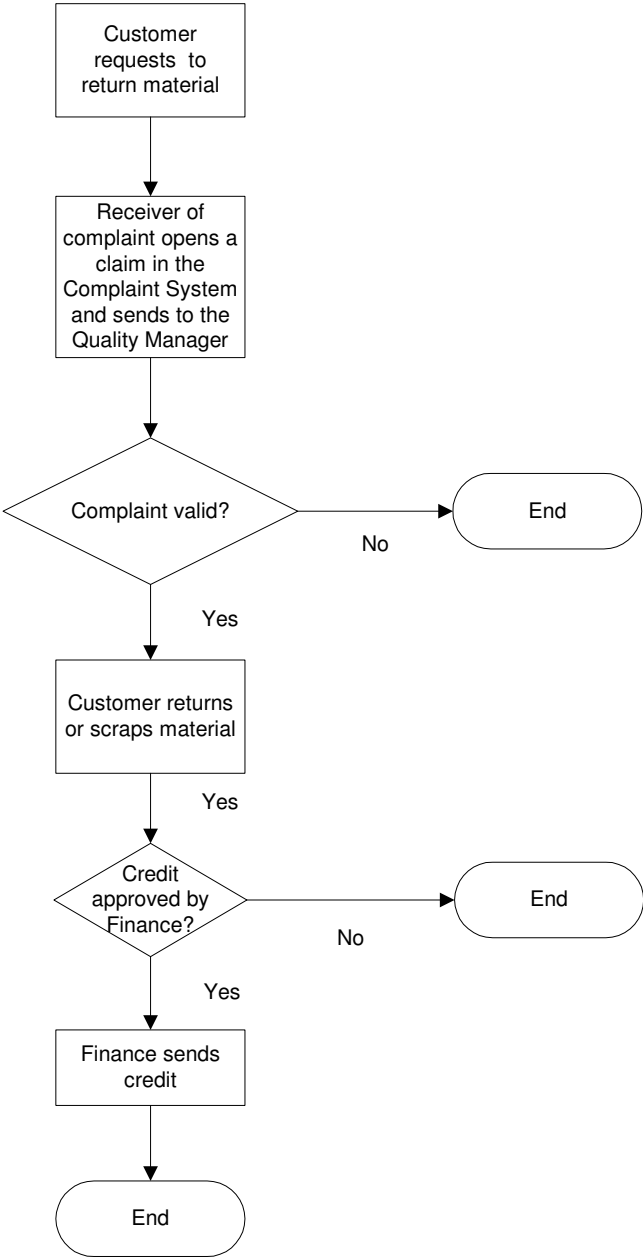 Customer
requests to
return material
Receiver of
complaint opens a
claim in the
Complaint System
and sends to the
Quality Manager
Complaint valid?
End
No
Yes
Customer returns
or scraps material
Yes
Credit
approved by
Finance?
End
No
Yes
Finance sends
credit
End